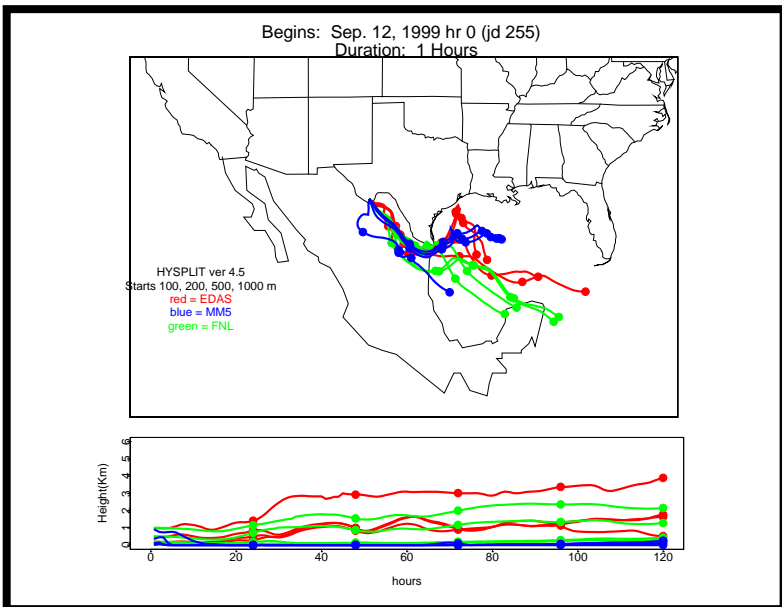 Begins: Sep. 12, 1999 hr 0 (jd 255)
Duration: 1 Hours
HYSPLIT ver 4.5
Starts 100, 200, 500, 1000 m
red = EDAS
blue = MM5
green = FNL
Height(Km)
6
5
4
3
2
1
0
0 20 40 60 80 100 120
hours